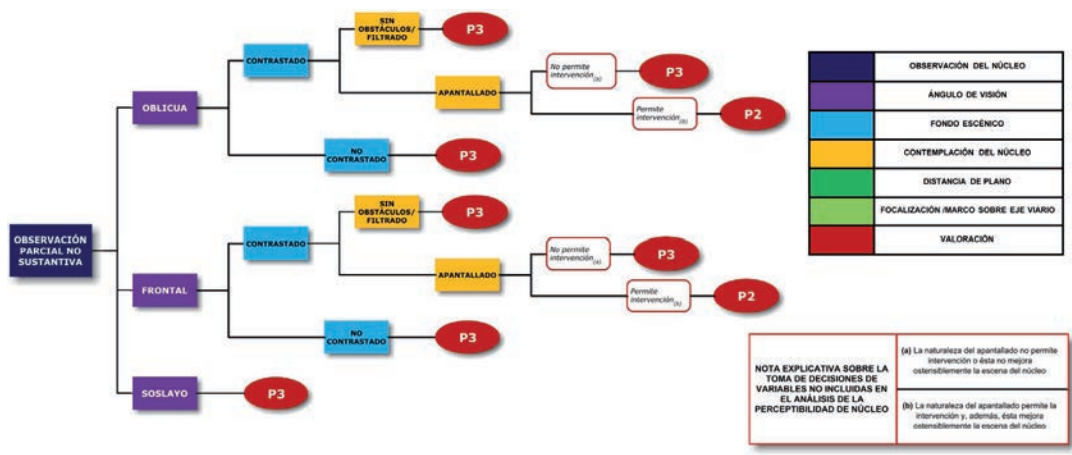 SIN
OBSTÁCULOS/
FILTRADO
P3
CONTRASTADO
No permite
intervención(a)
P3
APANTALLADO
Permite
intervención(b)
P2
OBLICUA
NO
CONTRASTADO
P3
SIN
OBSTÁCULOS/
FILTRADO
P3
OBSERVACIÓN
PARCIAL NO
SUSTANTIVA
CONTRASTADO
No permite
intervención(a)
P3
APANTALLADO
Permite
intervención
P2
FRONTAL
NO
CONTRASTADO
P3
SOSLAYO
P3
OBSERVACIÓN DEL NÚCLEO
ÁNGULO DE VISIÓN
FONDO ESCÉNICO
CONTEMPLACIÓN DEL NÚCLEO
DISTANCIA DE PLANO
FOCALIZACIÓN /MARCO SOBRE EJE VIARIO
VALORACIÓN
NOTA EXPLICATIVA SOBRE LA
TOMA DE DECISIONES DE
VARIABLES NO INCLUIDAS EN
EL ANÁLISIS DE LA
PERCEPTIBILIDAD DE NÚCLEO
(a) La naturaleza del apantallado no permite
intervención o ésta no mejora
ostensiblemente la escena del núcleo
(b) La naturaleza del apantallado permite la
intervención y, además, ésta mejora
ostensiblemente la escena del núcleo